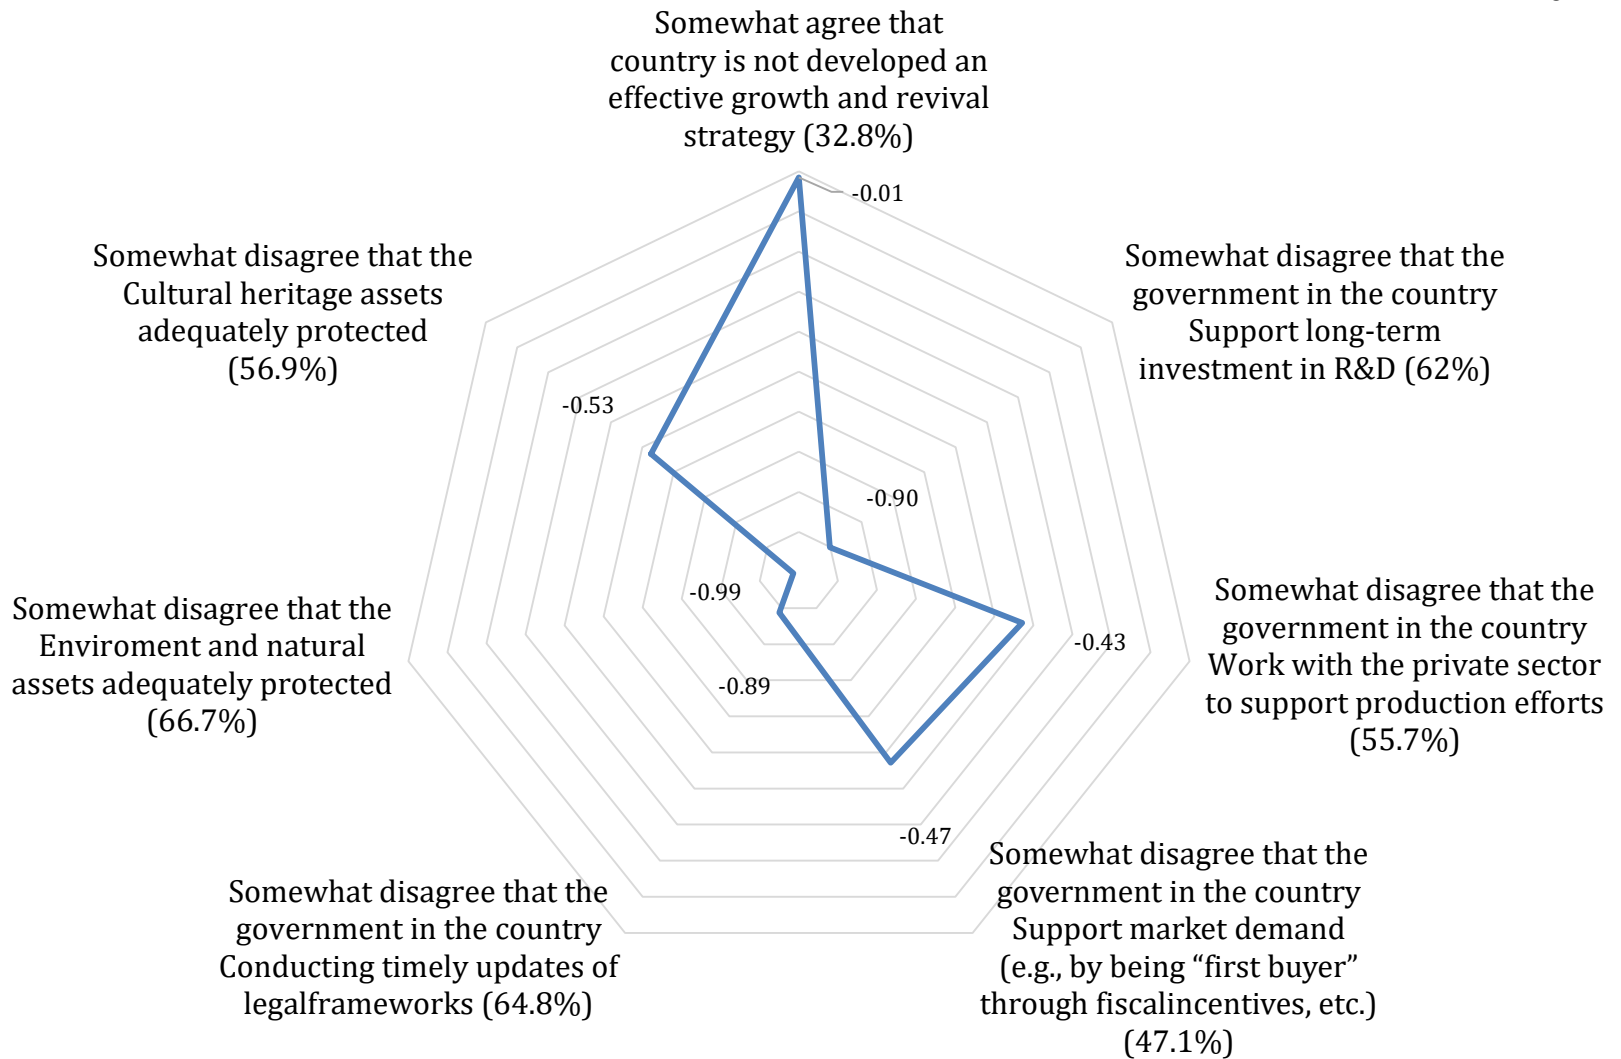 Somewhat agree that
country is not developed an
effective growth and revival
strategy (32.8%)
-0.01
Somewhat disagree that the
government in the country
Support long-term
investment in R&D (62%)
-0.90
Somewhat disagree that the
government in the country
Work with the private sector
to support production efforts
(55.7%)
-0.43
Somewhat disagree that the
government in the country
Support market demand
(e.g., by being “first buyer”
through fiscalincentives, etc.)
(47.1%)
-0.47
Somewhat disagree that the
government in the country
Conducting timely updates of
legalframeworks (64.8%)
-0.89
Somewhat disagree that the
Enviroment and natural
assets adequately protected
(66.7%)
-0.99
Somewhat disagree that the
Cultural heritage assets
adequately protected
(56.9%)
-0.53